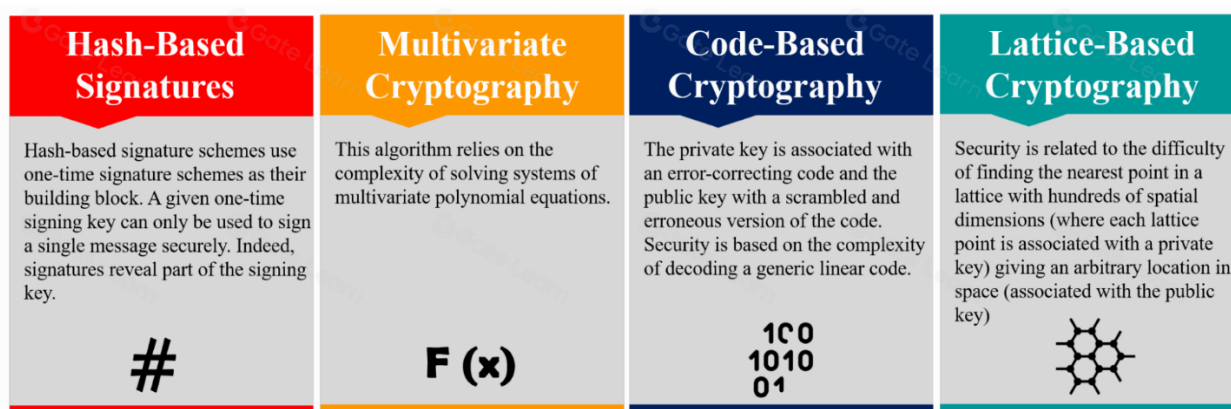 Hash-Based
Signatures
Hash-based signature schemes use
one-time signature schemes as their
building block. A given one-time
signing key can only be used to sign
a single message securely. Indeed,
signatures reveal part of the signing
key.
#
Multivariate
Cryptography
This algorithm relies on the
complexity of solving systems of
multivariate polynomial equations.
F (x)
Code-Based
Cryptography
The private key is associated with
an error-correcting code and the
public key with a scrambled and
erroneous version of the code.
Security is based on the complexity
of decoding a generic linear code.
1010
01
Lattice-Based
Cryptography
Security is related to the difficulty
of finding the nearest point in a
lattice with hundreds of spatial
dimensions (where each lattice
point is associated with a private
key) giving an arbitrary location in
space (associated with the public
key)
Gate Learn